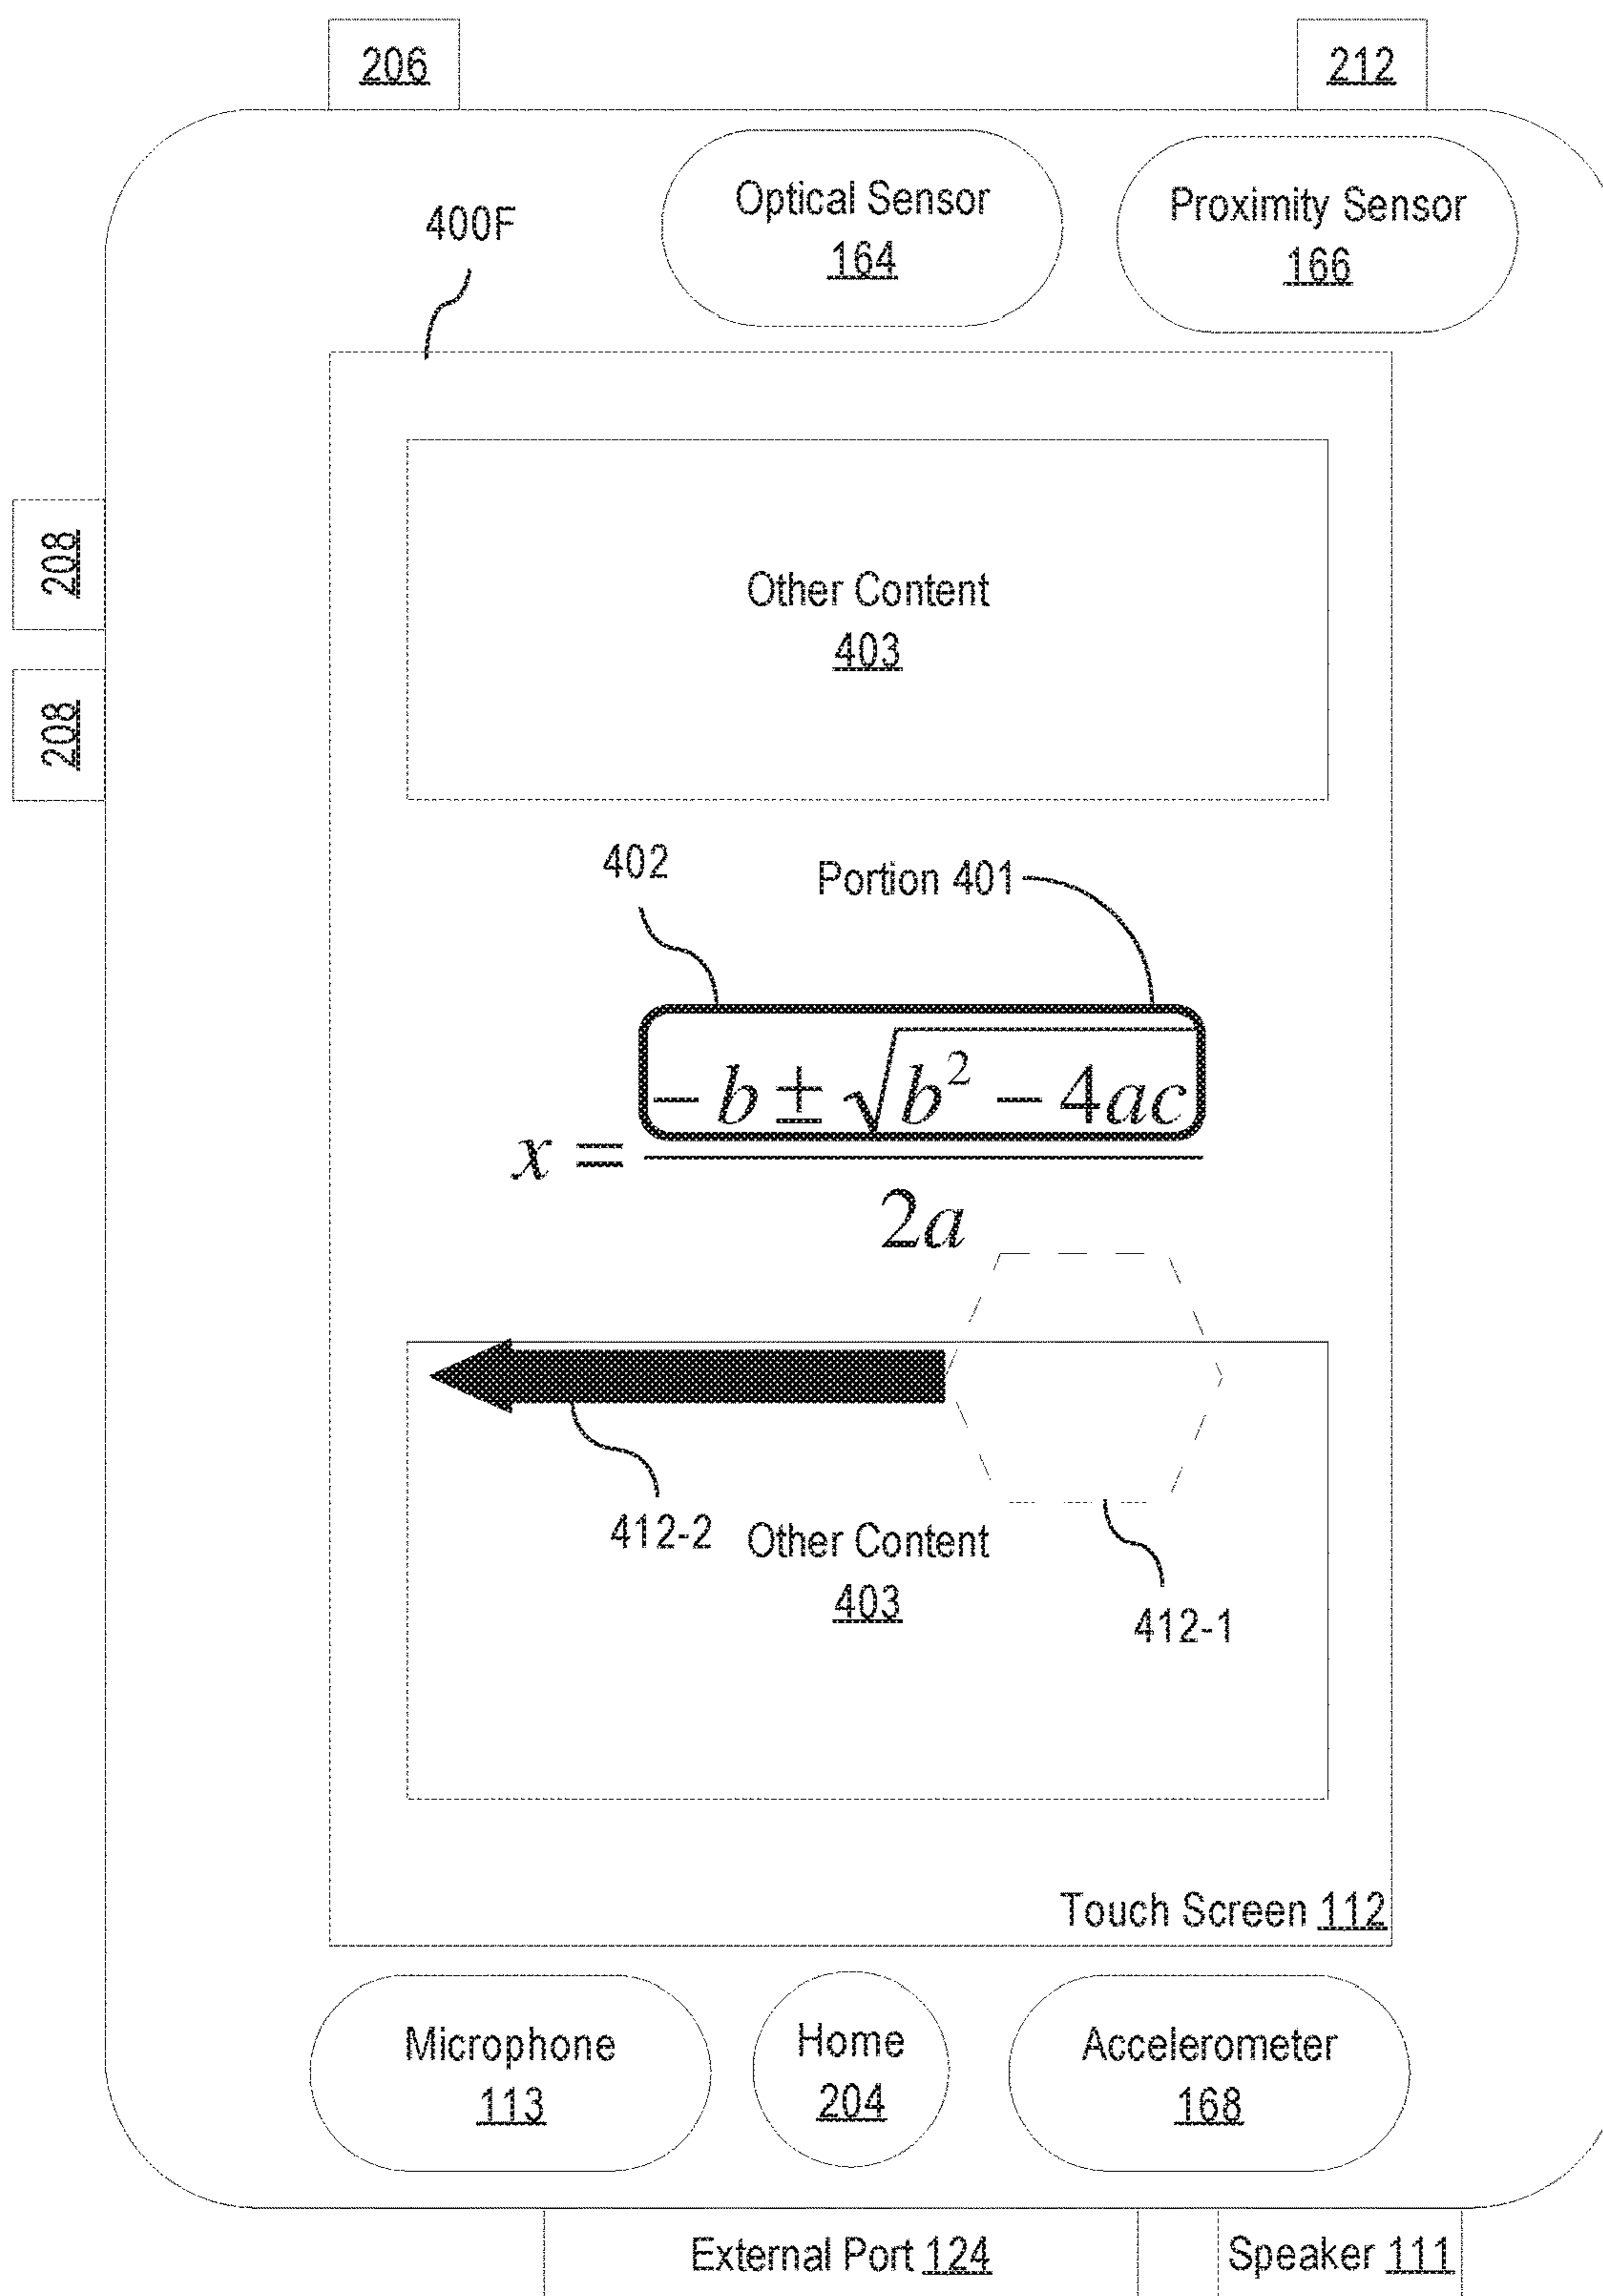 206
212
Optical Sensor
164
Proximity Sensor
166
400F
208
208
Other Content
403
402
Portion 401
x = (−b ± √(b² − 4ac)) / 2a
412-2
Other Content
403
412-1
Touch Screen 112
Microphone
113
Home
204
Accelerometer
168
External Port 124
Speaker 111